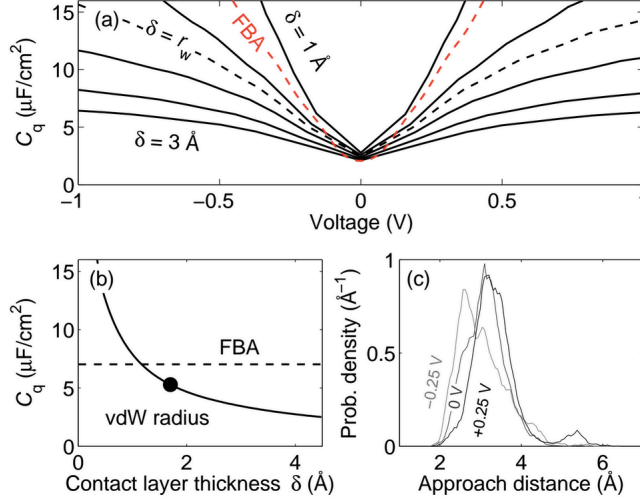 (a)
δ = r_w
FBA
δ = 1 Å
δ = 3 Å
C_q (μF/cm²)
15
10
5
0
−1
−0.5
0
0.5
1
Voltage (V)
(b)
C_q (μF/cm²)
15
10
5
0
FBA
vdW radius
0
2
4
Contact layer thickness δ (Å)
(c)
Prob. density (Å⁻¹)
1
0.5
0
−0.25 V
0 V
+0.25 V
2
4
6
Approach distance (Å)